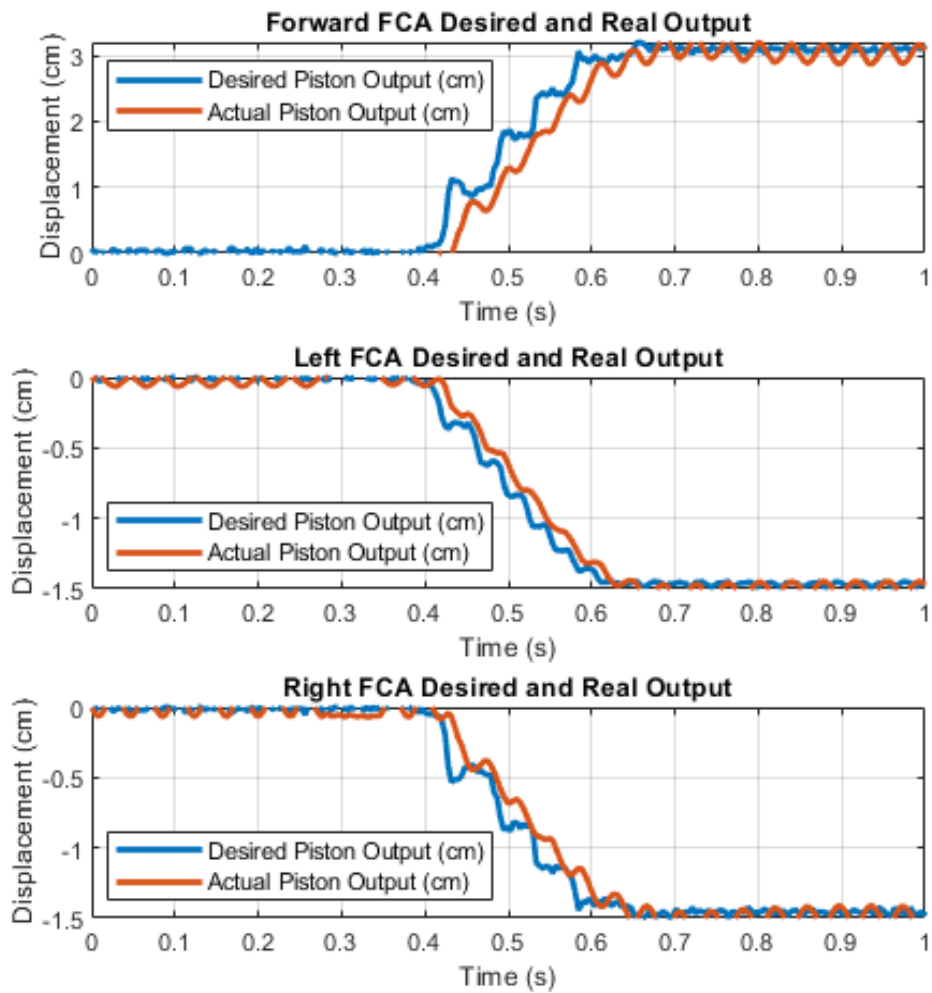 Forward FCA Desired and Real Output
3
2
1
0
Displacement (cm)
Desired Piston Output (cm)
Actual Piston Output (cm)
0 0.1 0.2 0.3 0.4 0.5 0.6 0.7 0.8 0.9 1
Time (s)
Left FCA Desired and Real Output
0
-0.5
-1
-1.5
Displacement (cm)
Desired Piston Output (cm)
Actual Piston Output (cm)
0 0.1 0.2 0.3 0.4 0.5 0.6 0.7 0.8 0.9 1
Time (s)
Right FCA Desired and Real Output
0
-0.5
-1
-1.5
Displacement (cm)
Desired Piston Output (cm)
Actual Piston Output (cm)
0 0.1 0.2 0.3 0.4 0.5 0.6 0.7 0.8 0.9 1
Time (s)